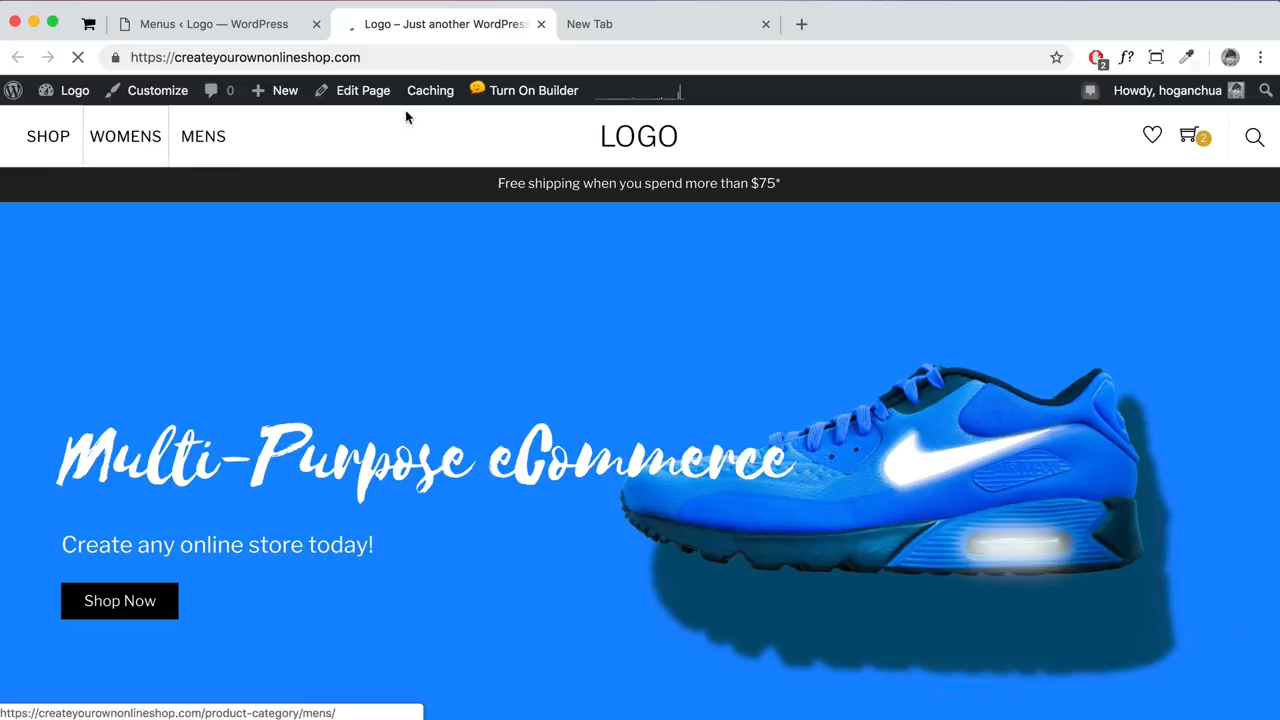 Menus ‹ Logo — WordPress
Logo – Just another WordPress
New Tab
https://createyourownonlineshop.com
2
f?
Logo
Customize
0
New
Edit Page
Caching
Turn On Builder
Howdy, hoganchua
SHOP
WOMENS
MENS
LOGO
2
Free shipping when you spend more than $75*
Multi-Purpose eCommerce
Create any online store today!
Shop Now
https://createyourownonlineshop.com/product-category/mens/